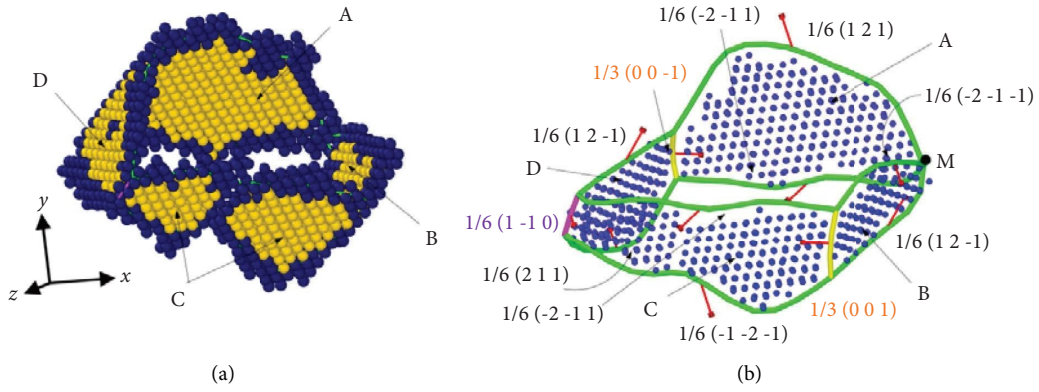 A
D
y
x
z
C
B
(a)
1/6 (-2 -1 1)
1/6 (1 2 1)
A
1/3 (0 0 -1)
1/6 (-2 -1 -1)
1/6 (1 2 -1)
M
D
1/6 (1 -1 0)
1/6 (1 2 -1)
1/6 (2 1 1)
B
1/6 (-2 -1 1)
C
1/3 (0 0 1)
1/6 (-1 -2 -1)
(b)